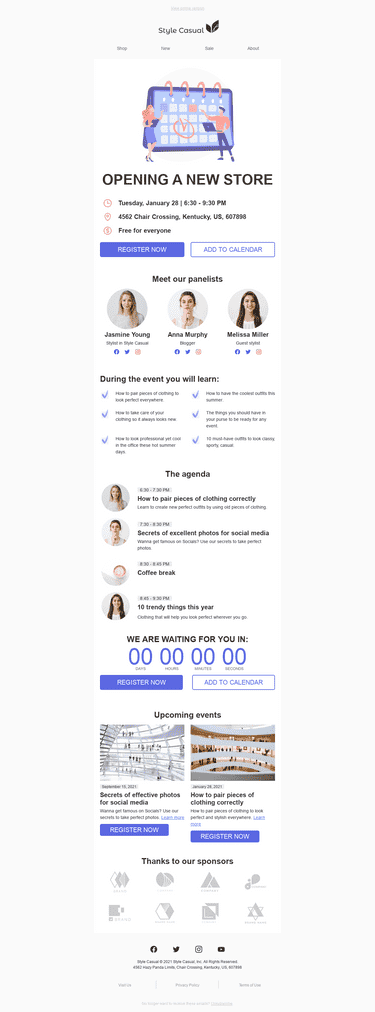 Style Casual
Shop New Sale About
OPENING A NEW STORE
Tuesday, January 28 | 6:30 - 9:30 PM
4562 Chair Crossing, Kentucky, US, 607898
Free for everyone
REGISTER NOW ADD TO CALENDAR
Meet our panelists
Jasmine Young Anna Murphy Melissa Miller
Stylist in Style Casual Blogger Guest stylist
During the event you will learn:
How to pair pieces of clothing to
look perfect everywhere
How to have the coolest outfits this
summer.
How to take care of your
clothing so it always looks new.
The things you should have in
your purse to be ready for any
event.
How to look professional yet cool
in the office these hot summer
days
10 must-have outfits to look classy,
sporty, casual.
The agenda
6:30 - 7:30 PM
How to pair pieces of clothing correctly
Learn to create new perfect outfits by using old pieces of clothing.
7:30 - 8:30 PM
Secrets of excellent photos for social media
Wanna get famous on Socials? Use our secrets to take perfect
photos.
8:30 - 8:45 PM
Coffee break
8:45 - 9:30 PM
10 trendy things this year
Clothing that will help you look perfect wherever you go.
WE ARE WAITING FOR YOU IN:
00 00 00 00
DAYS HOURS MINUTES SECONDS
REGISTER NOW ADD TO CALENDAR
Upcoming events
September 15, 2021
Secrets of effective photos
for social media
Wanna get famous on Socials? Use our
secrets to take perfect photos. Learn more
REGISTER NOW
January 28, 2021
How to pair pieces of
clothing correctly
How to pair pieces of clothing to look
perfect and stylish everywhere. Learn
more
REGISTER NOW
Thanks to our sponsors
BRAND
Style Casual © 2021 Style Casual, Inc. All Rights Reserved.
4562 Hazy Panda Limits, Chair Crossing, Kentucky, US, 607898
Visit Us Privacy Policy Terms of Use